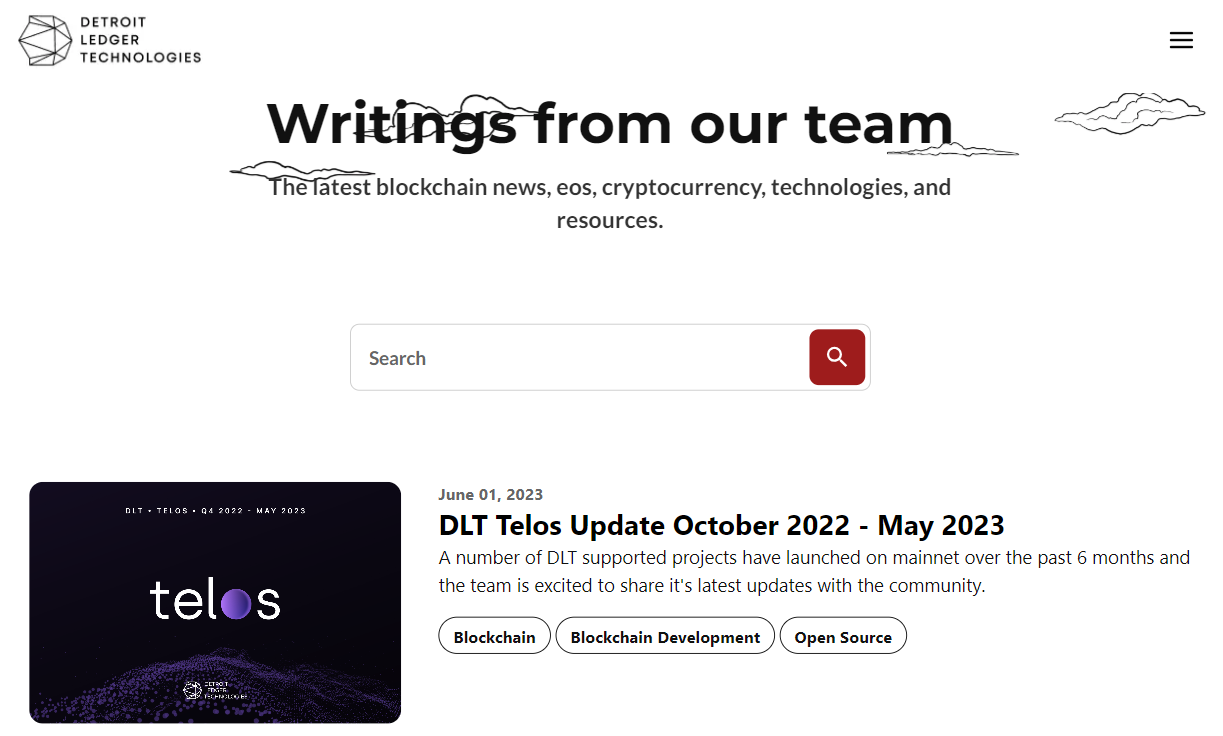 DETROIT
LEDGER
TECHNOLOGIES
Writings from our team
The latest blockchain news, eos, cryptocurrency, technologies, and
resources.
Search
DLT • TELOS • Q4 2022 - MAY 2023
telos
DETROIT
LEDGER
TECHNOLOGIES
June 01, 2023
DLT Telos Update October 2022 - May 2023
A number of DLT supported projects have launched on mainnet over the past 6 months and
the team is excited to share it's latest updates with the community.
Blockchain
Blockchain Development
Open Source